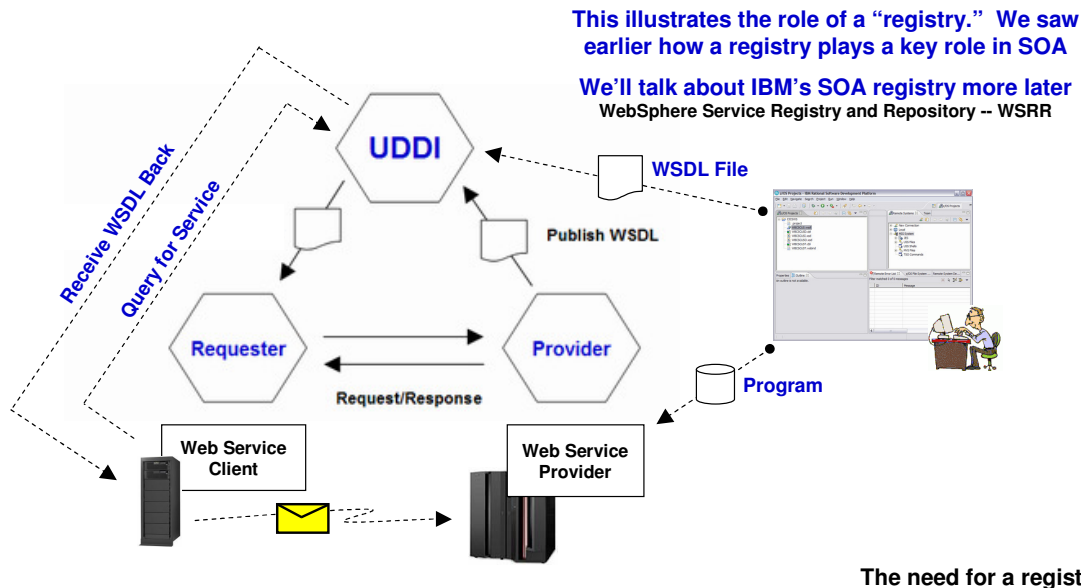 This illustrates the role of a “registry.” We saw
earlier how a registry plays a key role in SOA
We’ll talk about IBM’s SOA registry more later
WebSphere Service Registry and Repository -- WSRR
UDDI
WSDL File
Receive WSDL Back
Query for Service
Publish WSDL
Requester
Provider
Request/Response
Program
Web Service
Client
Web Service
Provider
The need for a regist